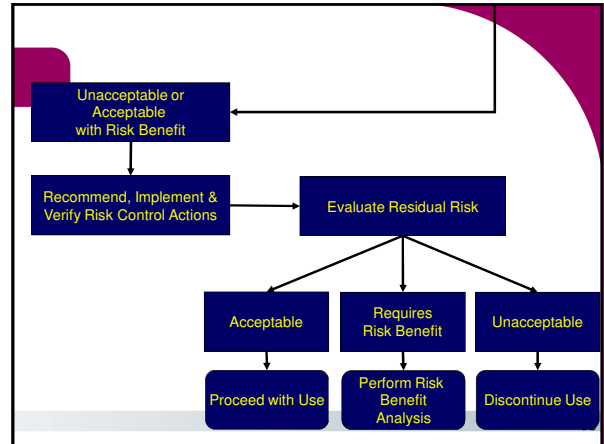 Unacceptable or
Acceptable
with Risk Benefit
Recommend, Implement &
Verify Risk Control Actions
Evaluate Residual Risk
Acceptable
Requires
Risk Benefit
Unacceptable
Proceed with Use
Perform Risk
Benefit
Analysis
Discontinue Use